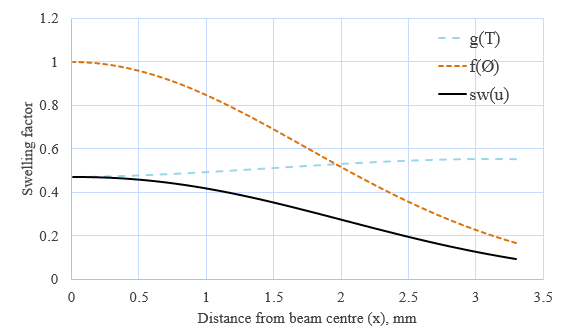 1.2
1
0.8
0.6
0.4
0.2
0
Swelling factor
g(T)
f(Ø)
sw(u)
0 0.5 1 1.5 2 2.5 3 3.5
Distance from beam centre (x), mm